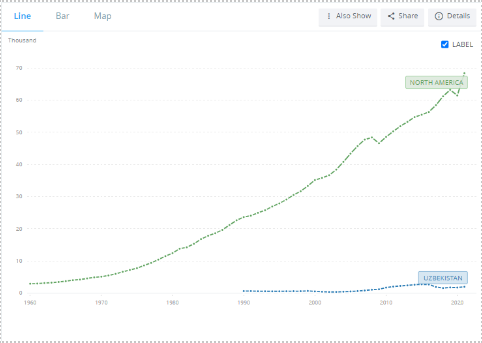 Line Bar Map Also Show Share Details
Thousand
LABEL
70
NORTH AMERICA
60
50
40
30
20
10
UZBEKISTAN
0
1960 1970 1980 1990 2000 2010 2020